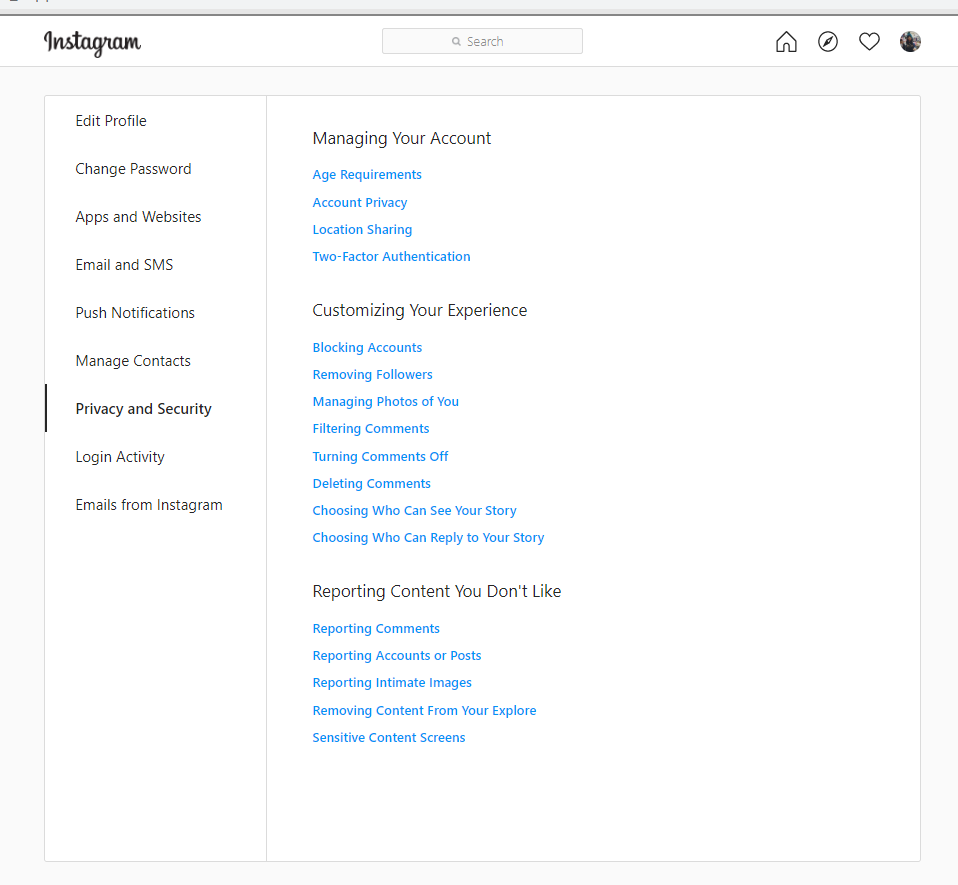 Instagram
Search
Edit Profile
Change Password
Apps and Websites
Email and SMS
Push Notifications
Manage Contacts
Privacy and Security
Login Activity
Emails from Instagram
Managing Your Account
Age Requirements
Account Privacy
Location Sharing
Two-Factor Authentication
Customizing Your Experience
Blocking Accounts
Removing Followers
Managing Photos of You
Filtering Comments
Turning Comments Off
Deleting Comments
Choosing Who Can See Your Story
Choosing Who Can Reply to Your Story
Reporting Content You Don't Like
Reporting Comments
Reporting Accounts or Posts
Reporting Intimate Images
Removing Content From Your Explore
Sensitive Content Screens